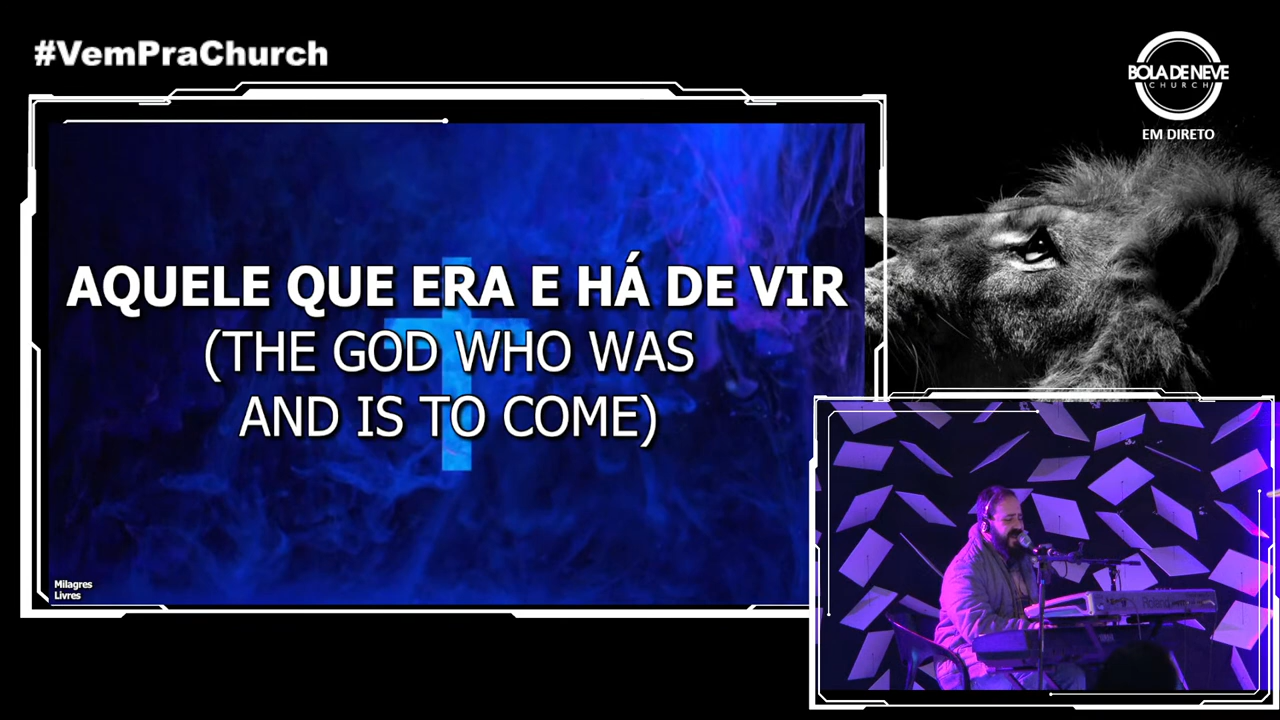 #VemPraChurch
BOLA DE NEVE
CHURCH
EM DIRETO
AQUELE QUE ERA E HÁ DE VIR
(THE GOD WHO WAS
AND IS TO COME)
Milagres
Livres
Roland